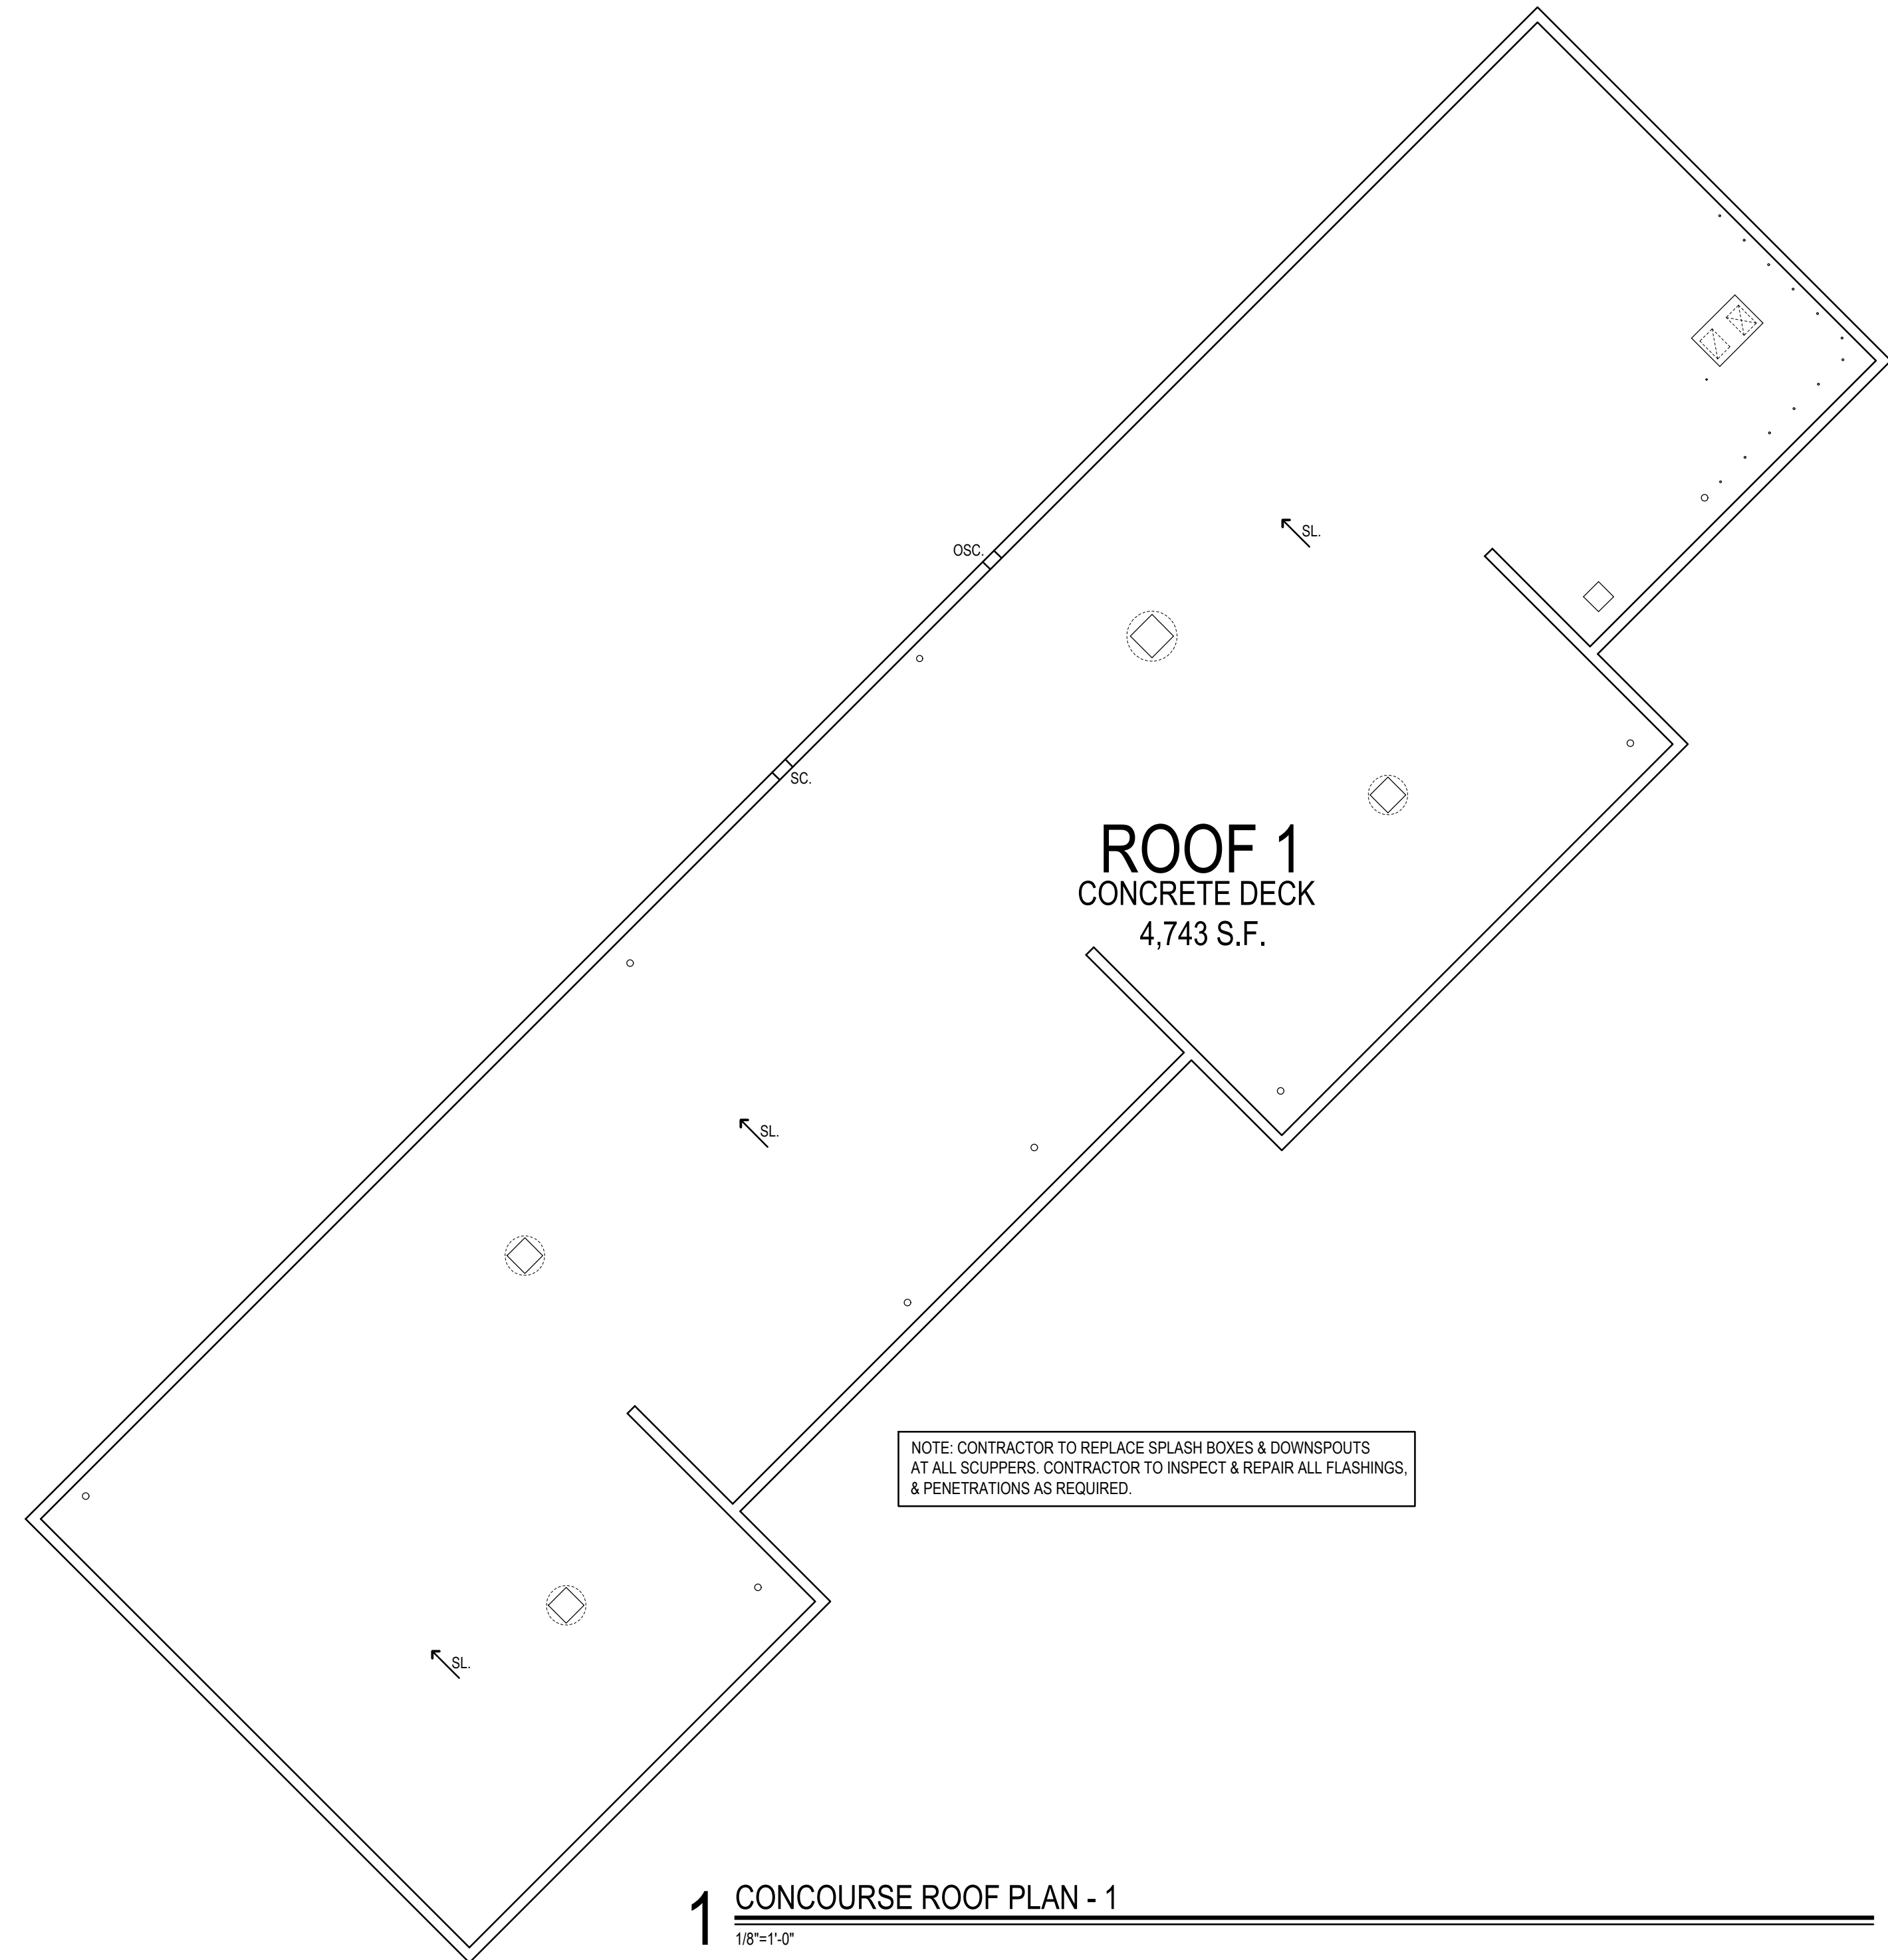 OSC.
SL.
SC.
ROOF 1
CONCRETE DECK
4,743 S.F.
SL.
NOTE: CONTRACTOR TO REPLACE SPLASH BOXES & DOWNSPOUTS
AT ALL SCUPPERS. CONTRACTOR TO INSPECT & REPAIR ALL FLASHINGS,
& PENETRATIONS AS REQUIRED.
SL.
1 CONCOURSE ROOF PLAN - 1
1/8"=1'-0"